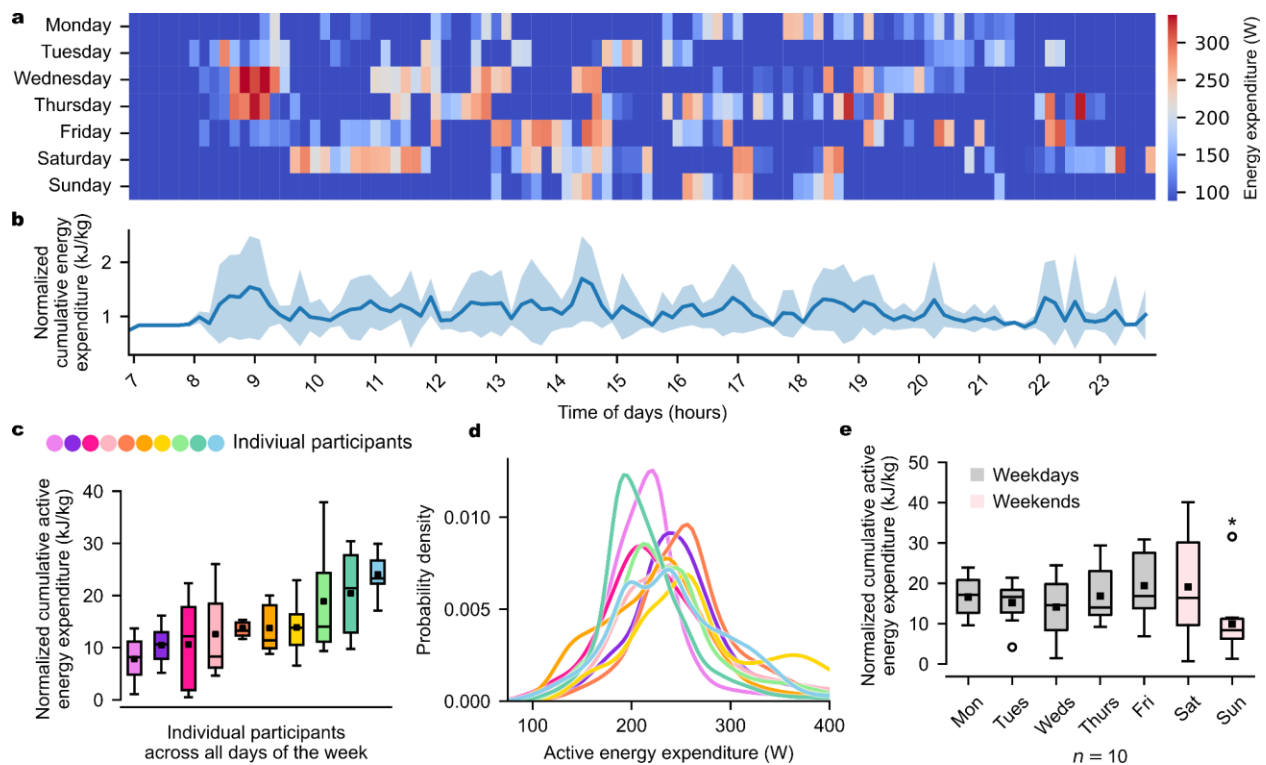 a
Monday
Tuesday
Wednesday
Thursday
Friday
Saturday
Sunday
300
250
200
150
100
Energy expenditure (W)
b
Normalized
cumulative energy
expenditure (kJ/kg)
2
1
7 8 9 10 11 12 13 14 15 16 17 18 19 20 21 22 23
Time of days (hours)
c
Indiviual participants
Normalized cumulative active
energy expenditure (kJ/kg)
40
30
20
10
0
Individual participants
across all days of the week
d
Probability density
0.010
0.005
0.000
100 200 300 400
Active energy expenditure (W)
e
Normalized cumulative active
energy expenditure (kJ/kg)
50
40
30
20
10
0
Weekdays
Weekends
*
Mon Tues Weds Thurs Fri Sat Sun
n = 10